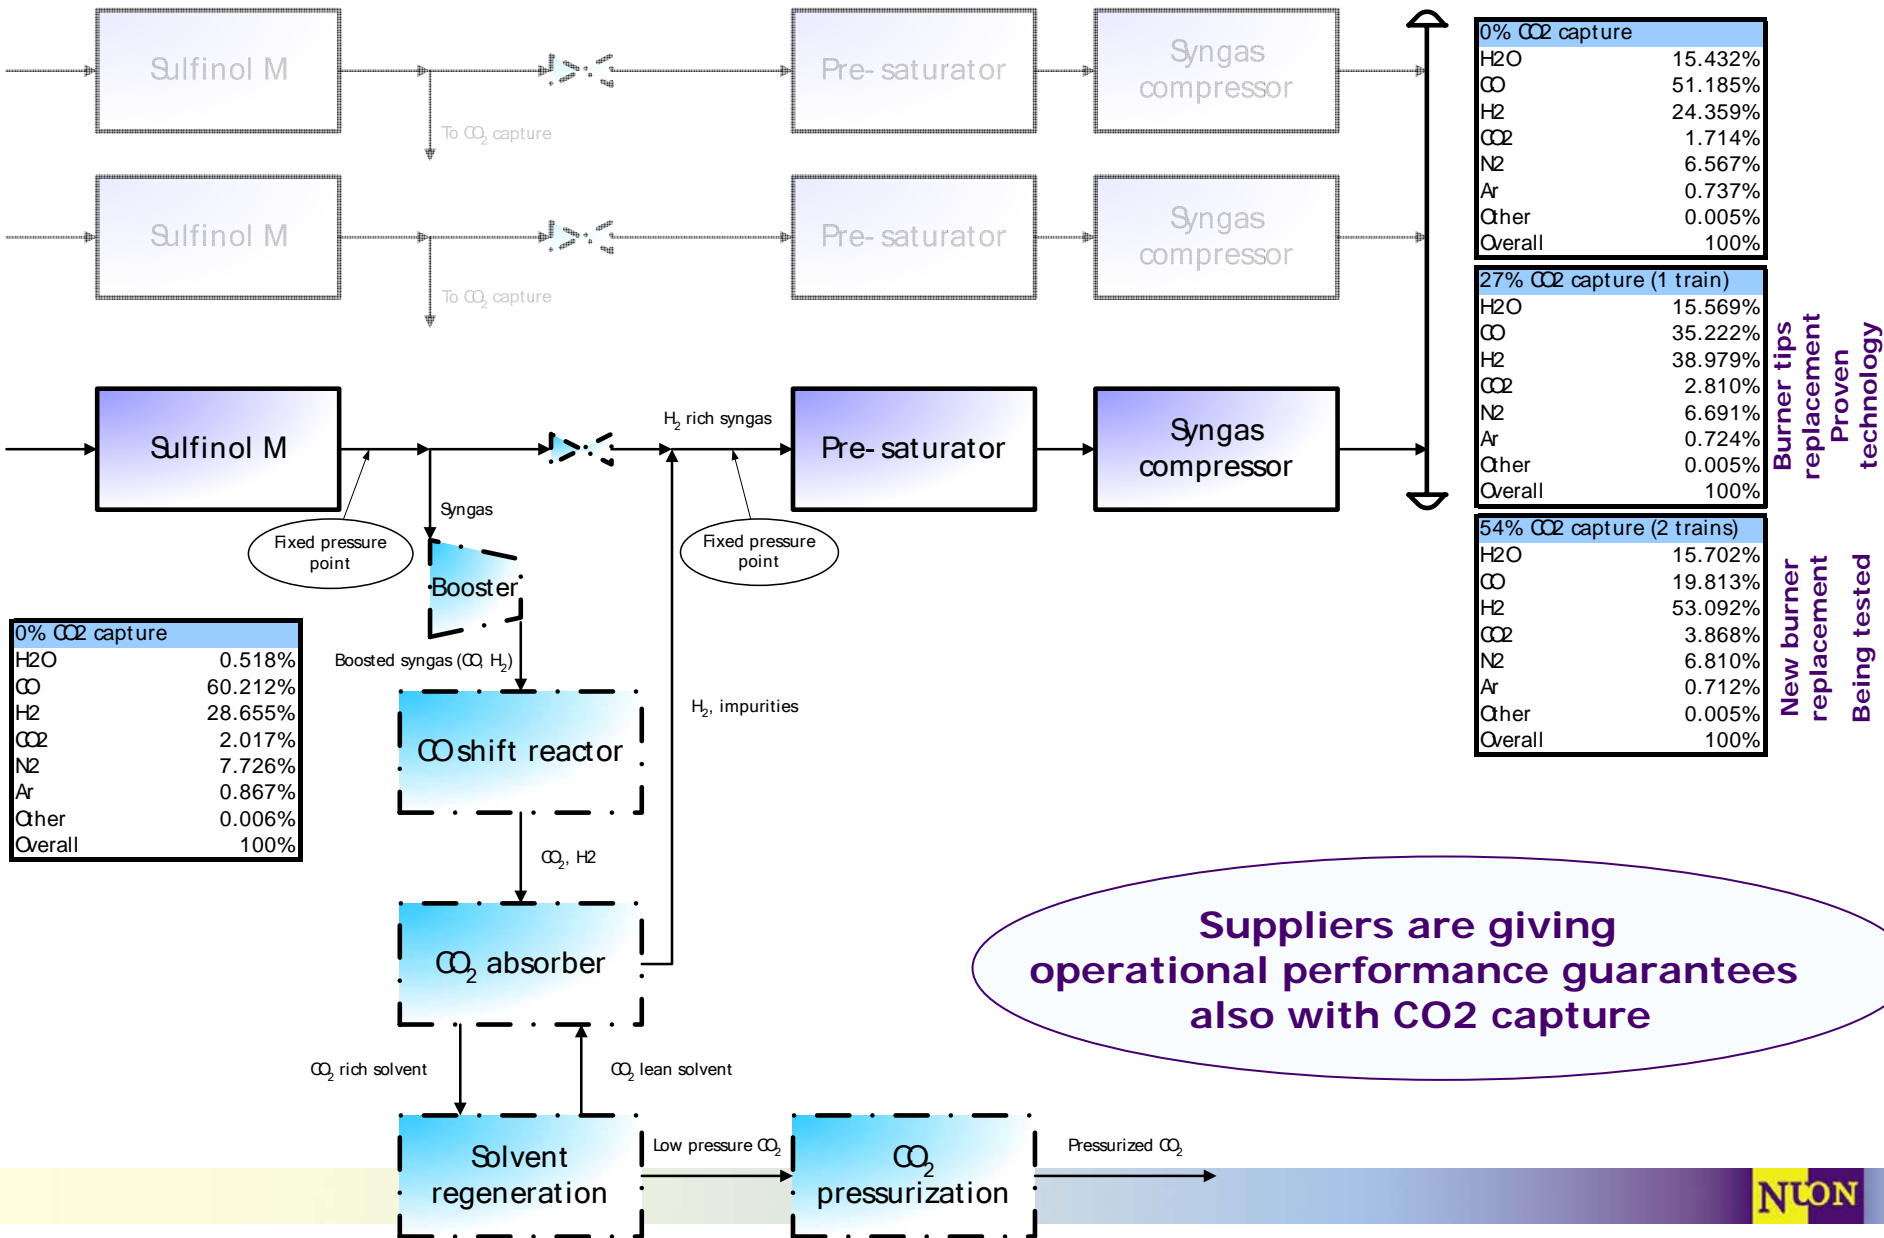 Sulfinol M
To CO2 capture
Pre-saturator
Syngas
compressor
Sulfinol M
To CO2 capture
Pre-saturator
Syngas
compressor
Sulfinol M
H2 rich syngas
Pre-saturator
Syngas
compressor
Fixed pressure
point
Syngas
Fixed pressure
point
Booster
Boosted syngas (CO, H2)
CO shift reactor
H2, impurities
CO2, H2
CO2 absorber
CO2 rich solvent
CO2 lean solvent
Solvent
regeneration
Low pressure CO2
CO2
pressurization
Pressurized CO2
0% CO2 capture
H2O 0.518%
CO 60.212%
H2 28.655%
CO2 2.017%
N2 7.726%
Ar 0.867%
Other 0.006%
Overall 100%
0% CO2 capture
H2O 15.432%
CO 51.185%
H2 24.359%
CO2 1.714%
N2 6.567%
Ar 0.737%
Other 0.005%
Overall 100%
27% CO2 capture (1 train)
H2O 15.569%
CO 35.222%
H2 38.979%
CO2 2.810%
N2 6.691%
Ar 0.724%
Other 0.005%
Overall 100%
Burner tips
replacement
Proven
technology
54% CO2 capture (2 trains)
H2O 15.702%
CO 19.813%
H2 53.092%
CO2 3.868%
N2 6.810%
Ar 0.712%
Other 0.005%
Overall 100%
New burner
replacement
Being tested
Suppliers are giving
operational performance guarantees
also with CO2 capture
NUON